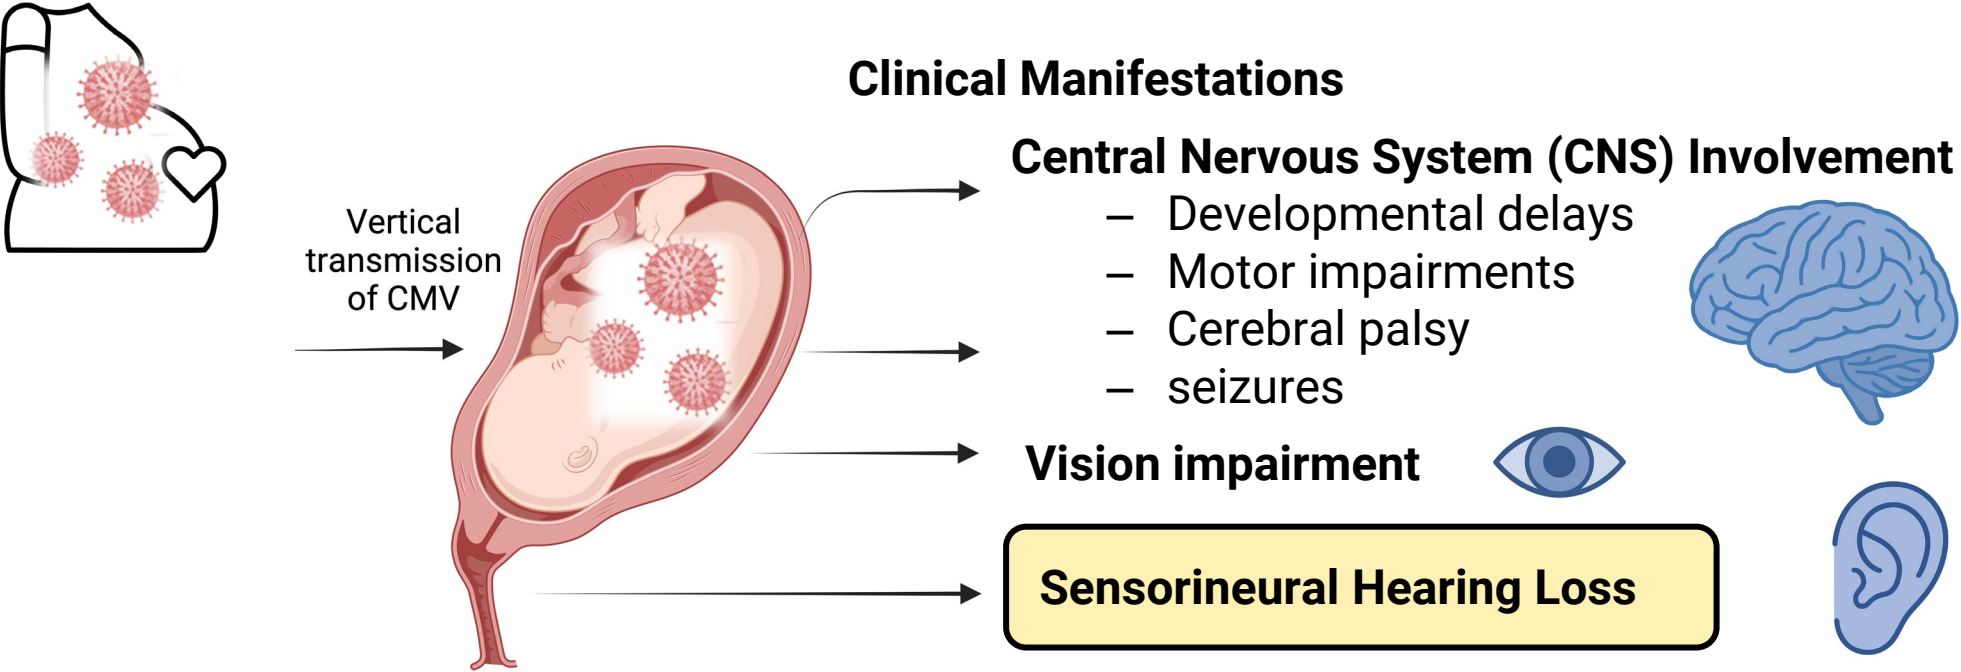 Clinical Manifestations
Vertical
transmission
of CMV
Central Nervous System (CNS) Involvement
– Developmental delays
– Motor impairments
– Cerebral palsy
– seizures
Vision impairment
Sensorineural Hearing Loss